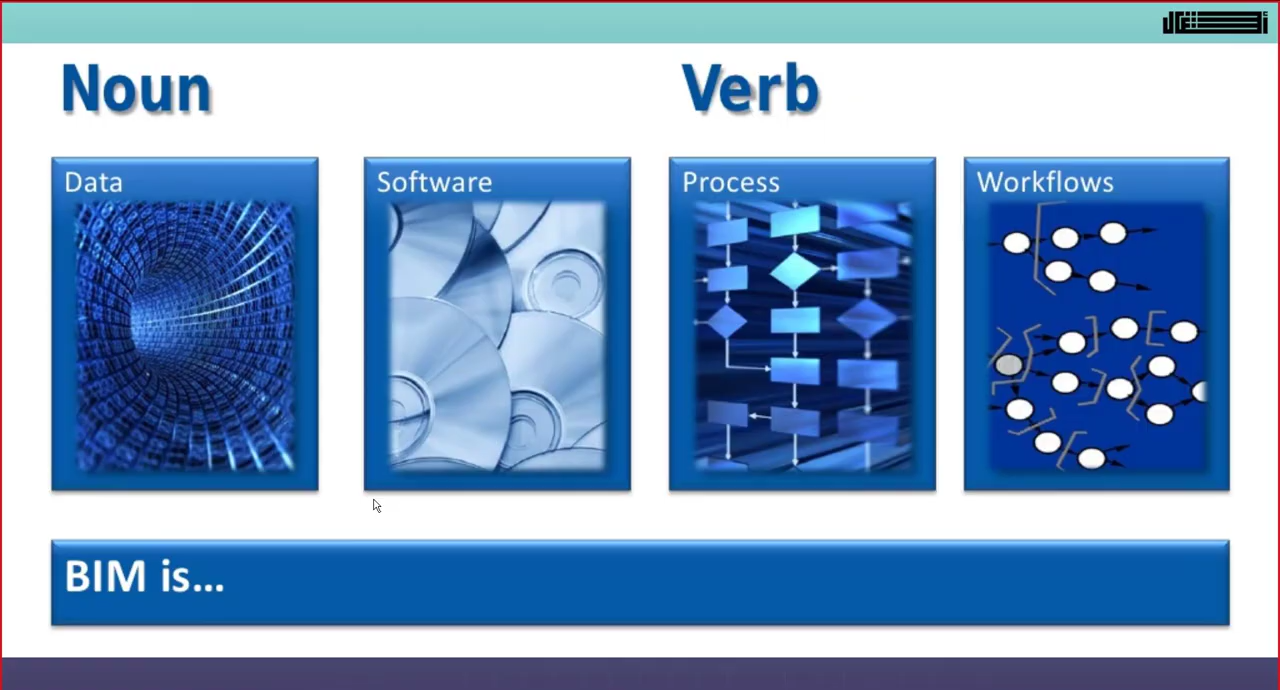 Noun
Verb
Data
Software
Process
Workflows
BIM is...